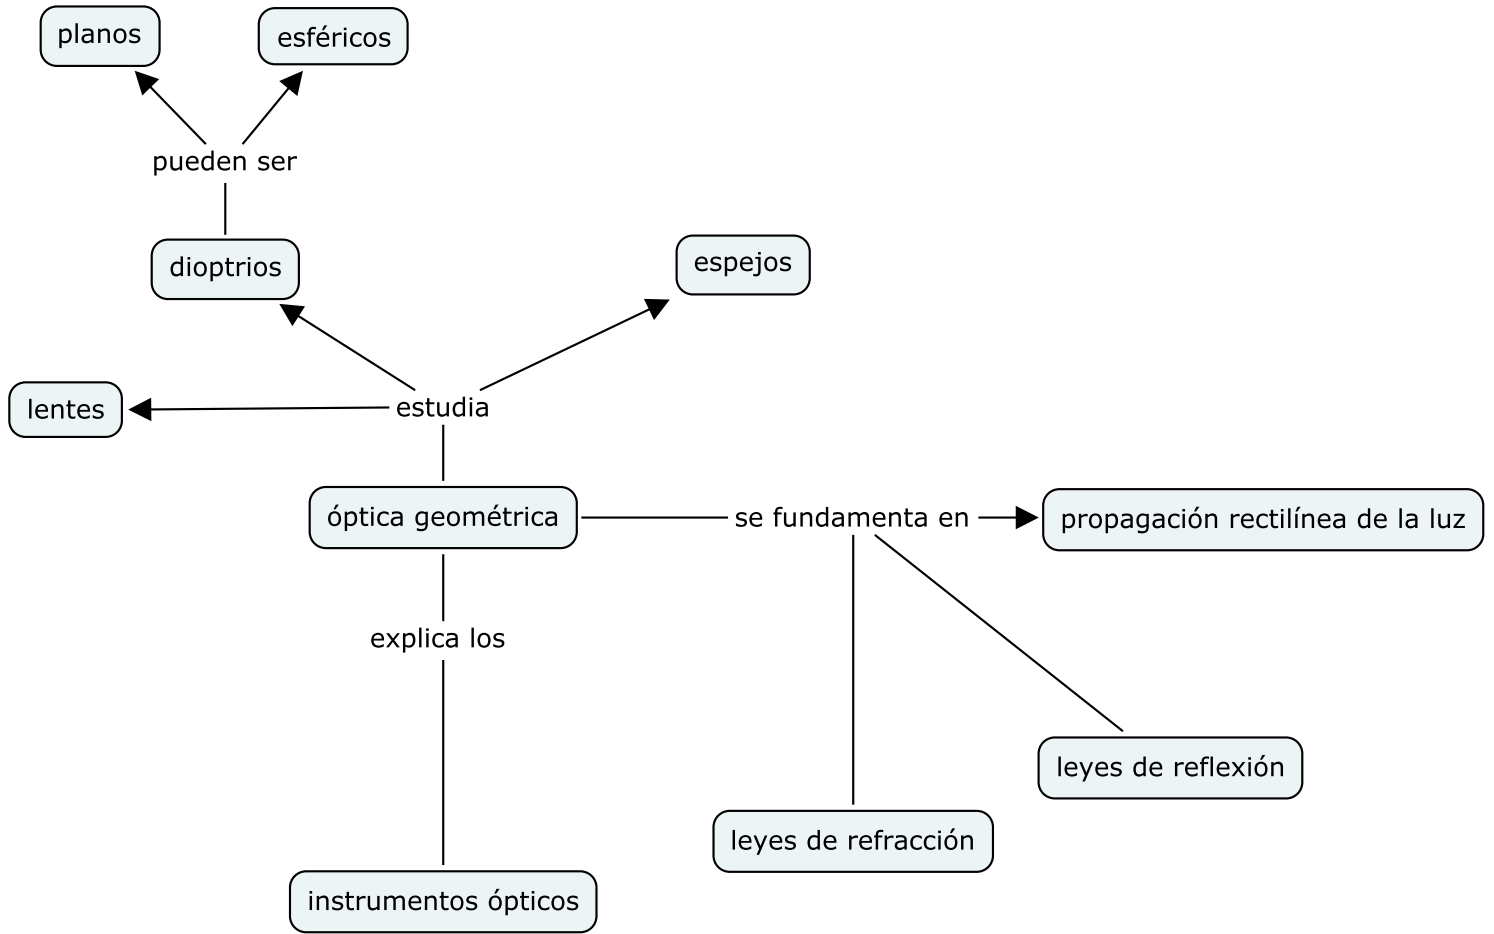 planos
esféricos
pueden ser
dioptrios
espejos
lentes
estudia
óptica geométrica
se fundamenta en
propagación rectilínea de la luz
explica los
leyes de reflexión
leyes de refracción
instrumentos ópticos